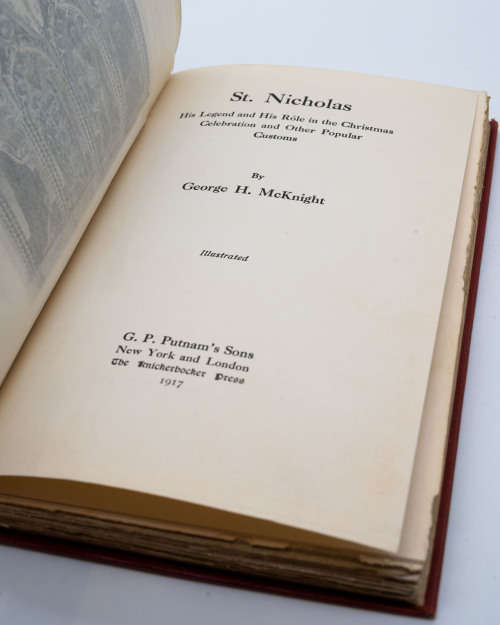 St. Nicholas
His Legend and His Rôle in the Christmas
Celebration and Other Popular
Customs
By
George H. McKnight
Illustrated
G. P. Putnam's Sons
New York and London
The Knickerbocker Press
1917